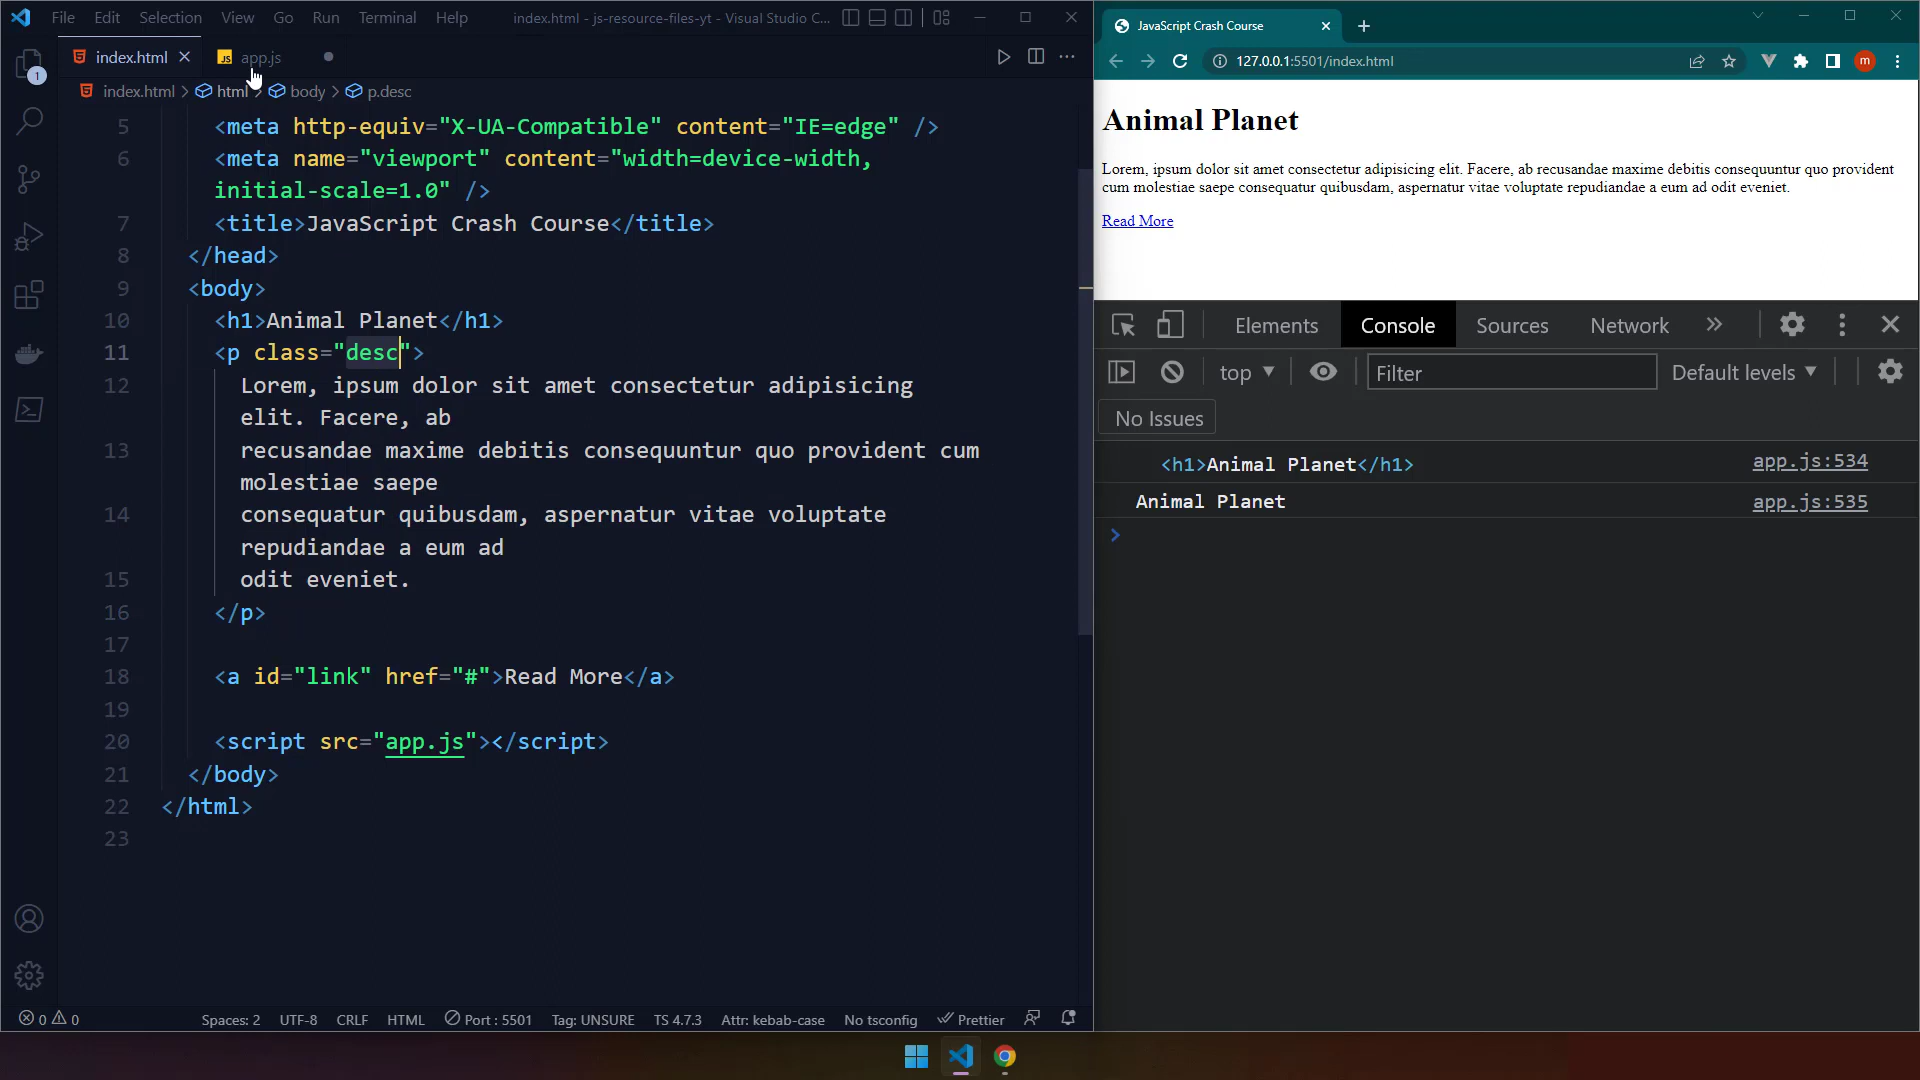 File Edit Selection View Go Run Terminal Help index.html - js-resource-files-yt - Visual Studio C...
index.html JS app.js
1
index.html > html > body > p.desc
5 <meta http-equiv="X-UA-Compatible" content="IE=edge" />
6 <meta name="viewport" content="width=device-width,
initial-scale=1.0" />
7 <title>JavaScript Crash Course</title>
8 </head>
9 <body>
10 <h1>Animal Planet</h1>
11 <p class="desc">
12 Lorem, ipsum dolor sit amet consectetur adipisicing
elit. Facere, ab
13 recusandae maxime debitis consequuntur quo provident cum
molestiae saepe
14 consequatur quibusdam, aspernatur vitae voluptate
repudiandae a eum ad
15 odit eveniet.
16 </p>
17
18 <a id="link" href="#">Read More</a>
19
20 <script src="app.js"></script>
21 </body>
22 </html>
23
0 0 Spaces: 2 UTF-8 CRLF HTML Port : 5501 Tag: UNSURE TS 4.7.3 Attr: kebab-case No tsconfig Prettier
JavaScript Crash Course
127.0.0.1:5501/index.html m
Animal Planet
Lorem, ipsum dolor sit amet consectetur adipisicing elit. Facere, ab recusandae maxime debitis consequuntur quo provident
cum molestiae saepe consequatur quibusdam, aspernatur vitae voluptate repudiandae a eum ad odit eveniet.
Read More
Elements Console Sources Network
top Filter Default levels
No Issues
<h1>Animal Planet</h1> app.js:534
Animal Planet app.js:535